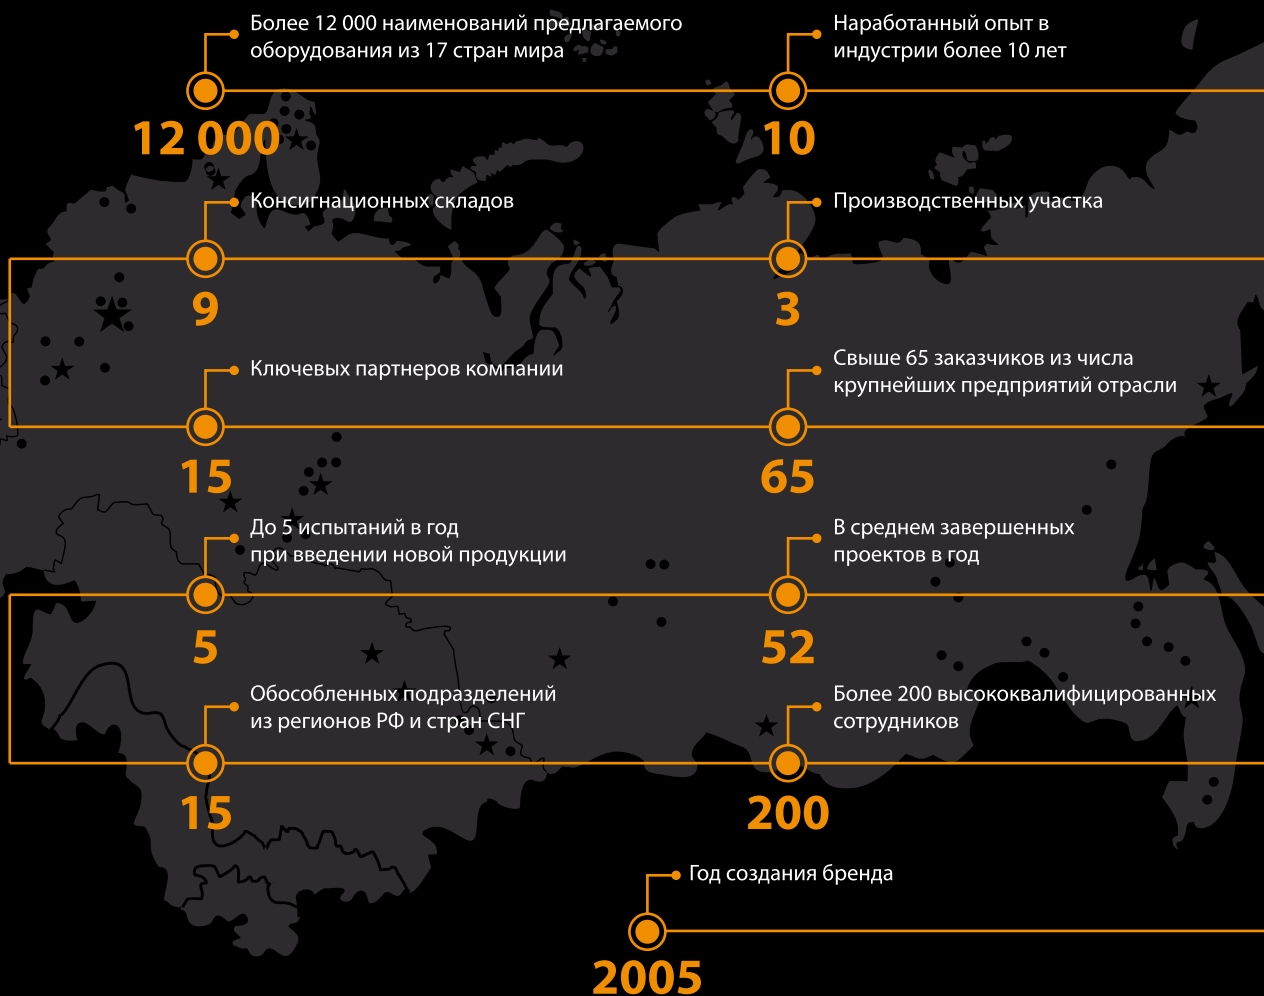 Более 12 000 наименований предлагаемого
оборудования из 17 стран мира
12 000
Наработанный опыт в
индустрии более 10 лет
10
Консигнационных складов
9
Производственных участка
3
Ключевых партнеров компании
15
Свыше 65 заказчиков из числа
крупнейших предприятий отрасли
65
До 5 испытаний в год
при введении новой продукции
5
В среднем завершенных
проектов в год
52
Обособленных подразделений
из регионов РФ и стран СНГ
15
Более 200 высококвалифицированных
сотрудников
200
Год создания бренда
2005